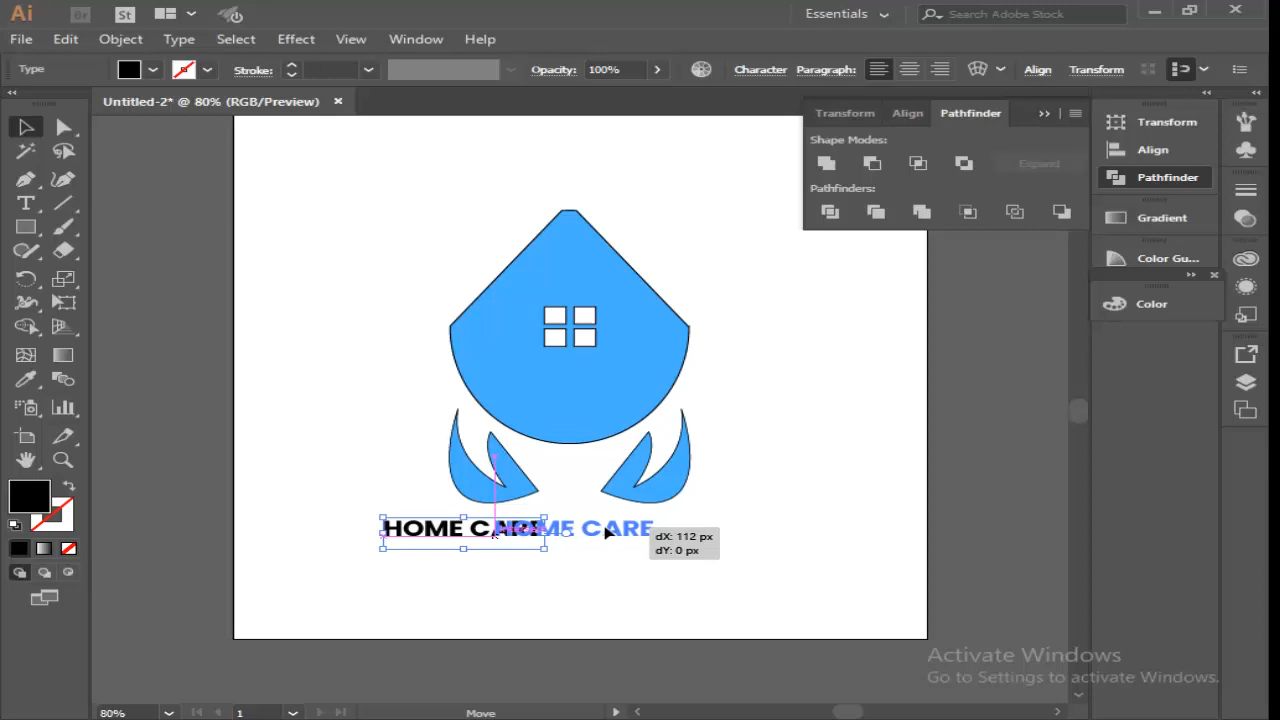 Ai Br St Essentials Search Adobe Stock
File Edit Object Type Select Effect View Window Help
Type Stroke: Opacity: 100% Character Paragraph: Align Transform
Untitled-2* @ 80% (RGB/Preview) ×
Transform Align Pathfinder
Shape Modes:
Expand
Pathfinders:
Transform
Align
Pathfinder
Gradient
Color Gu...
Color
HOME CARE
HOME CARE
dX: 112 px
dY: 0 px
Activate Windows
Go to Settings to activate Windows.
80% 1 Move